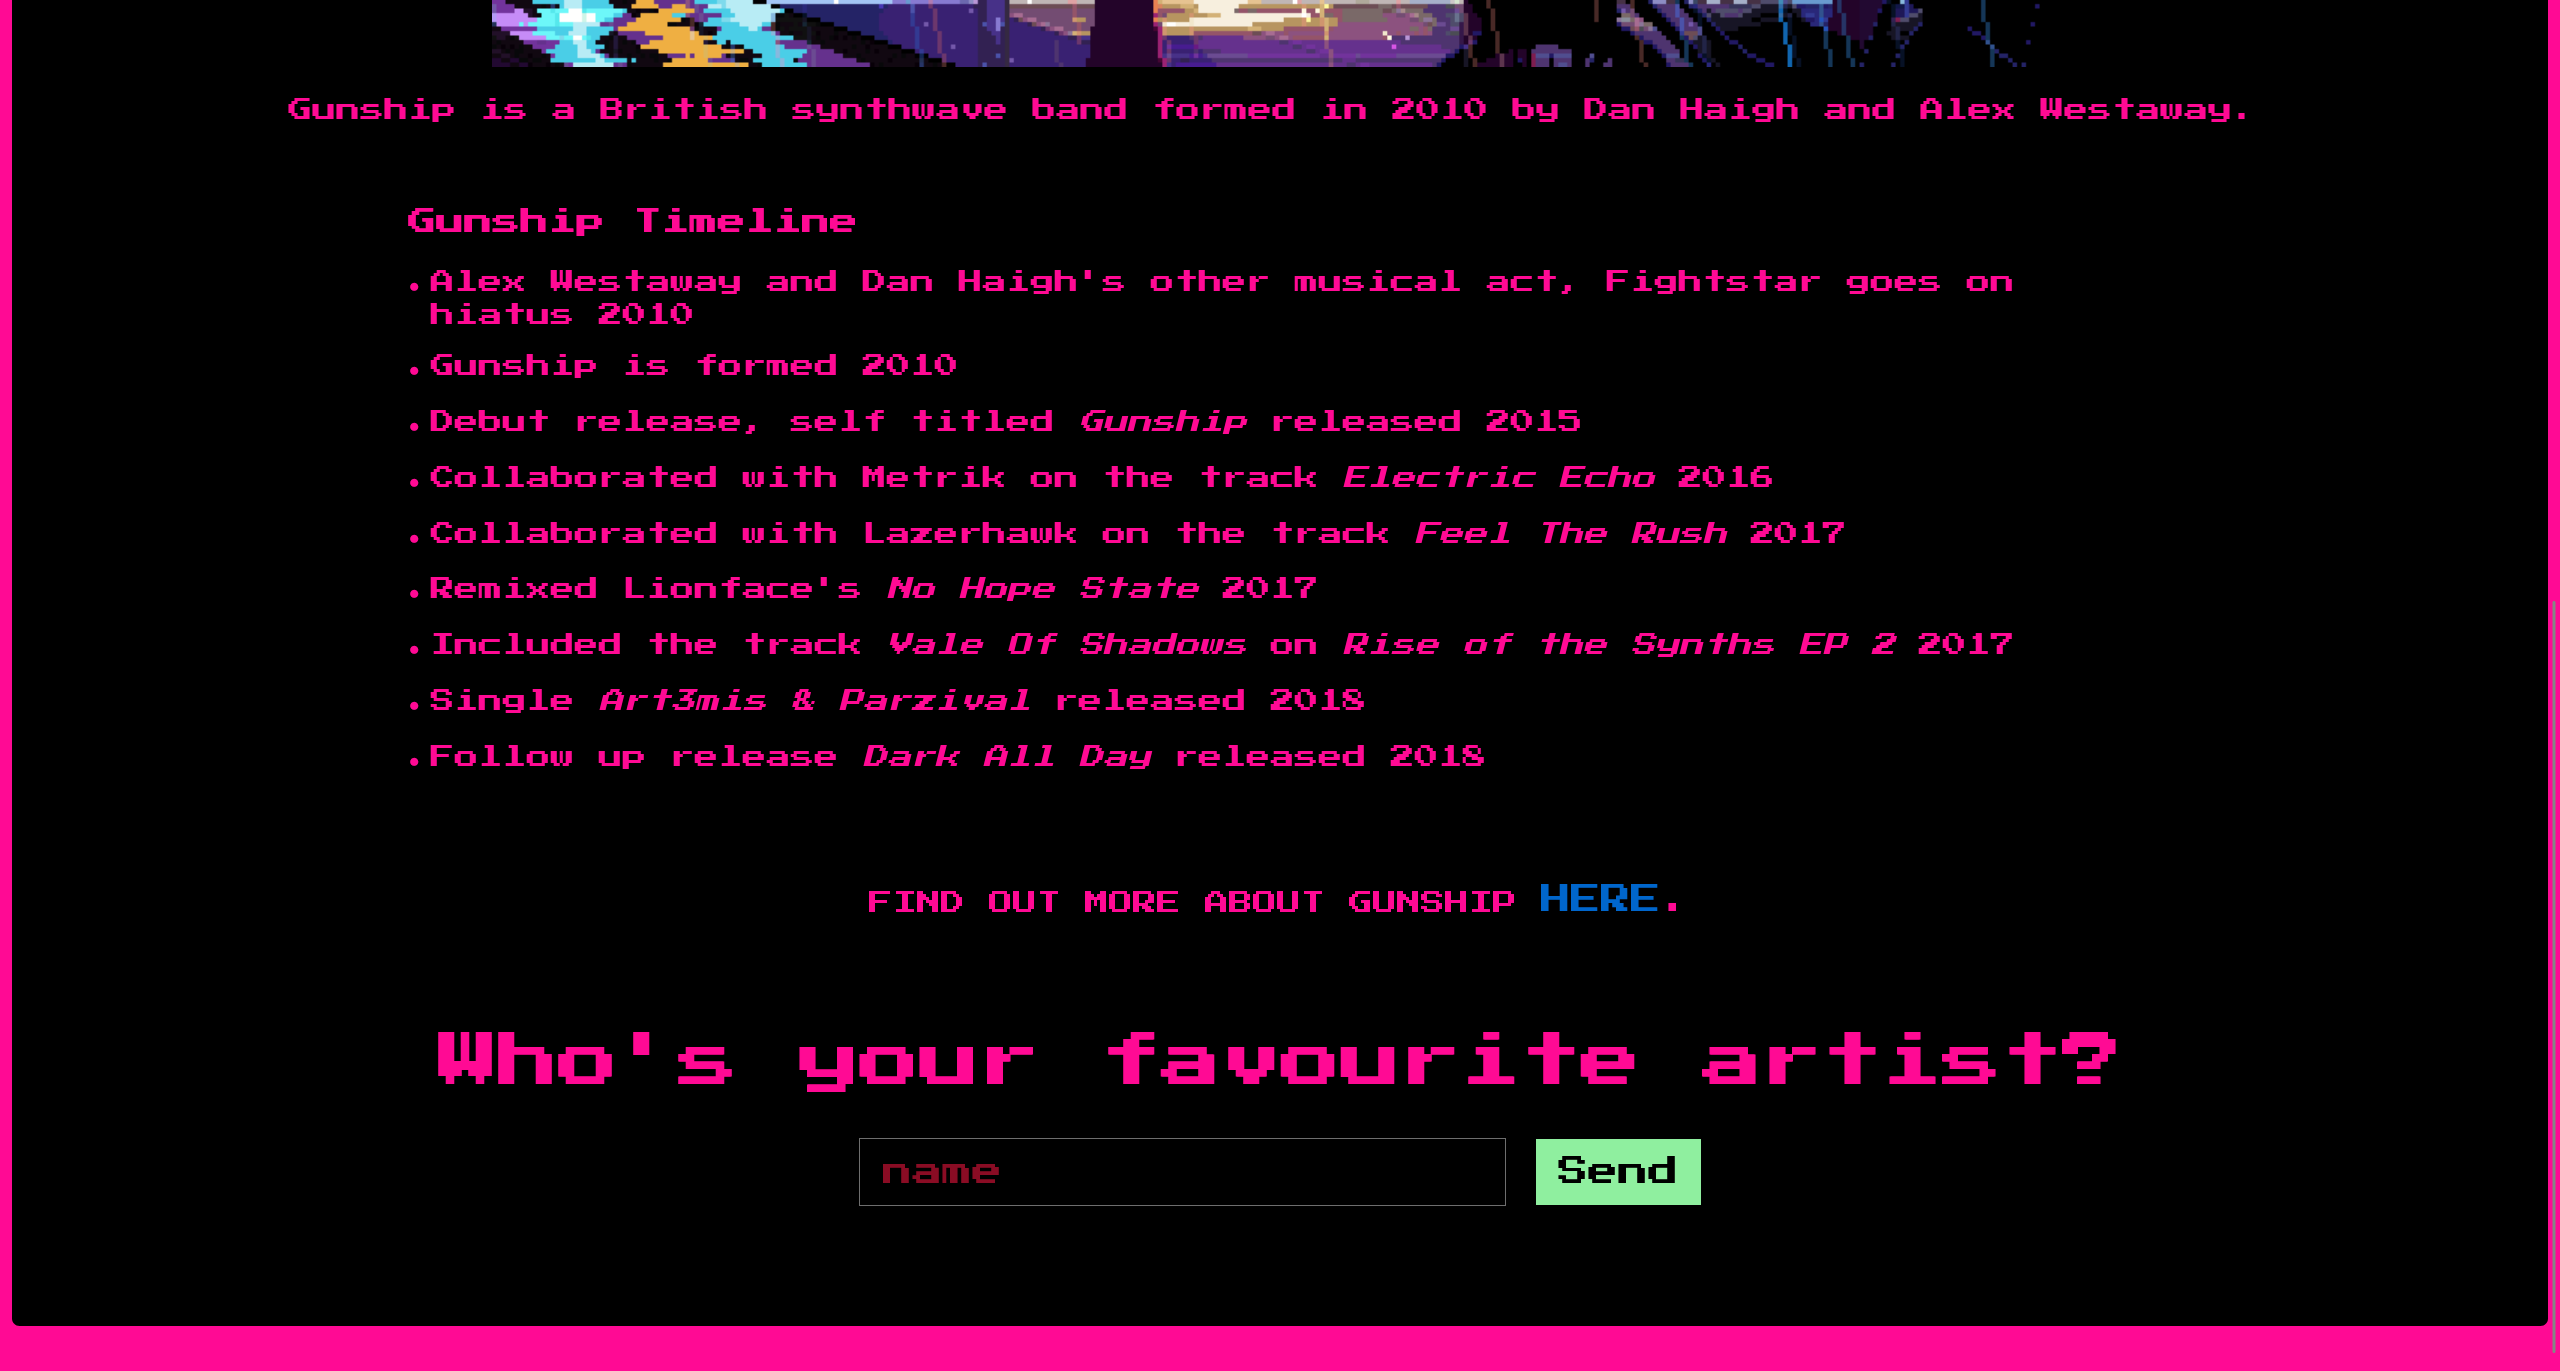 Gunship is a British synthwave band formed in 2010 by Dan Haigh and Alex Westaway.
Gunship Timeline
•Alex Westaway and Dan Haigh's other musical act, Fightstar goes on
hiatus 2010
•Gunship is formed 2010
•Debut release, self titled Gunship released 2015
•Collaborated with Metrik on the track Electric Echo 2016
•Collaborated with Lazerhawk on the track Feel The Rush 2017
•Remixed Lionface's No Hope State 2017
•Included the track Vale Of Shadows on Rise of the Synths EP 2 2017
•Single Art3mis & Parzival released 2018
•Follow up release Dark All Day released 2018
FIND OUT MORE ABOUT GUNSHIP HERE.
Who's your favourite artist?
name
Send